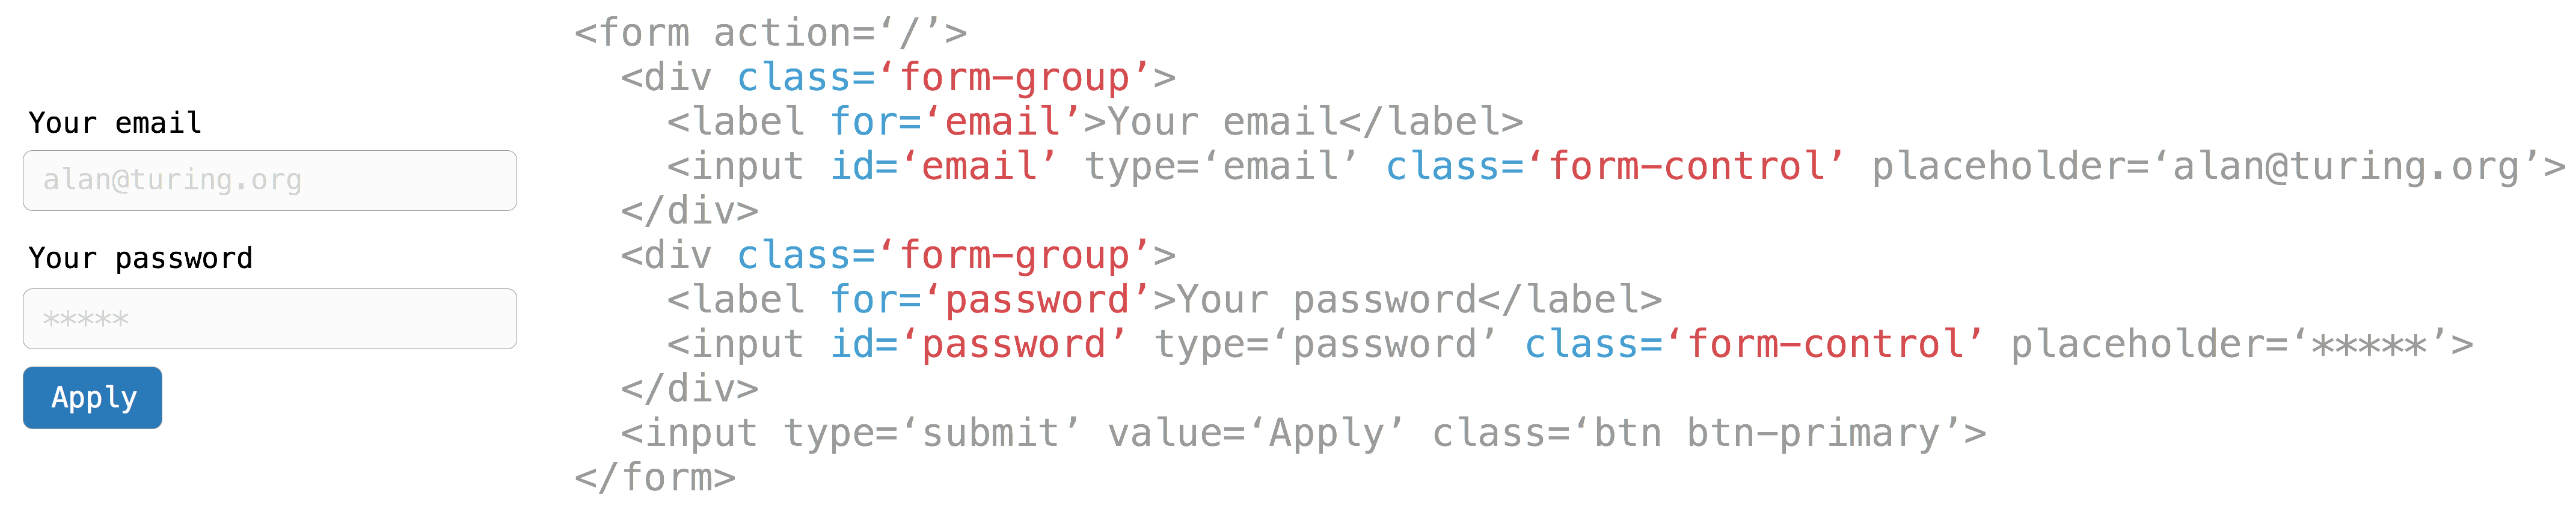 Your email
alan@turing.org
Your password
*****
Apply
<form action=‘/’>
<div class=‘form-group’>
<label for=‘email’>Your email</label>
<input id=‘email’ type=‘email’ class=‘form-control’ placeholder=‘alan@turing.org’>
</div>
<div class=‘form-group’>
<label for=‘password’>Your password</label>
<input id=‘password’ type=‘password’ class=‘form-control’ placeholder=‘*****’>
</div>
<input type=‘submit’ value=‘Apply’ class=‘btn btn-primary’>
</form>